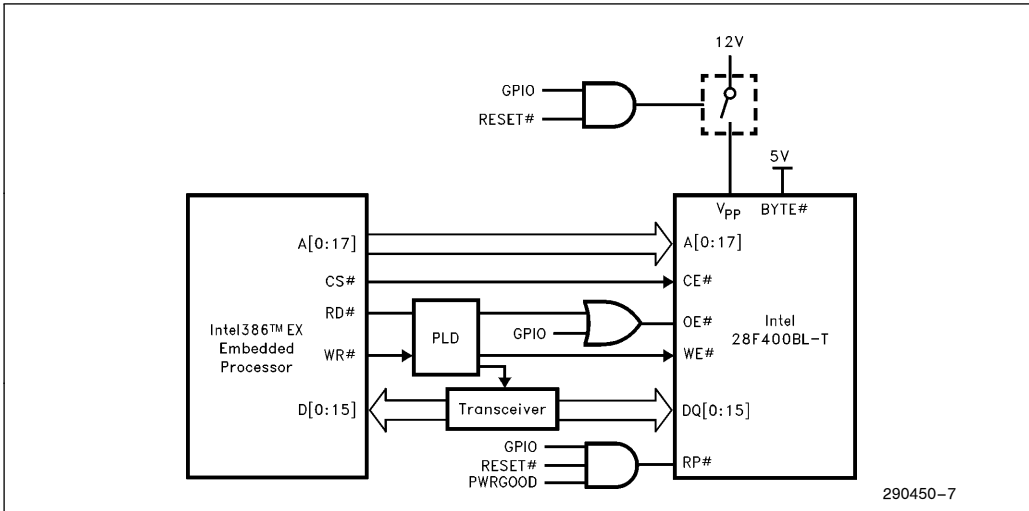 12V
GPIO
RESET#
5V
VPP
BYTE#
A[0:17]
A[0:17]
CS#
CE#
RD#
PLD
GPIO
OE#
Intel386™ EX
Embedded
Processor
Intel
28F400BL-T
WR#
WE#
D[0:15]
Transceiver
DQ[0:15]
GPIO
RESET#
PWRGOOD
RP#
290450-7